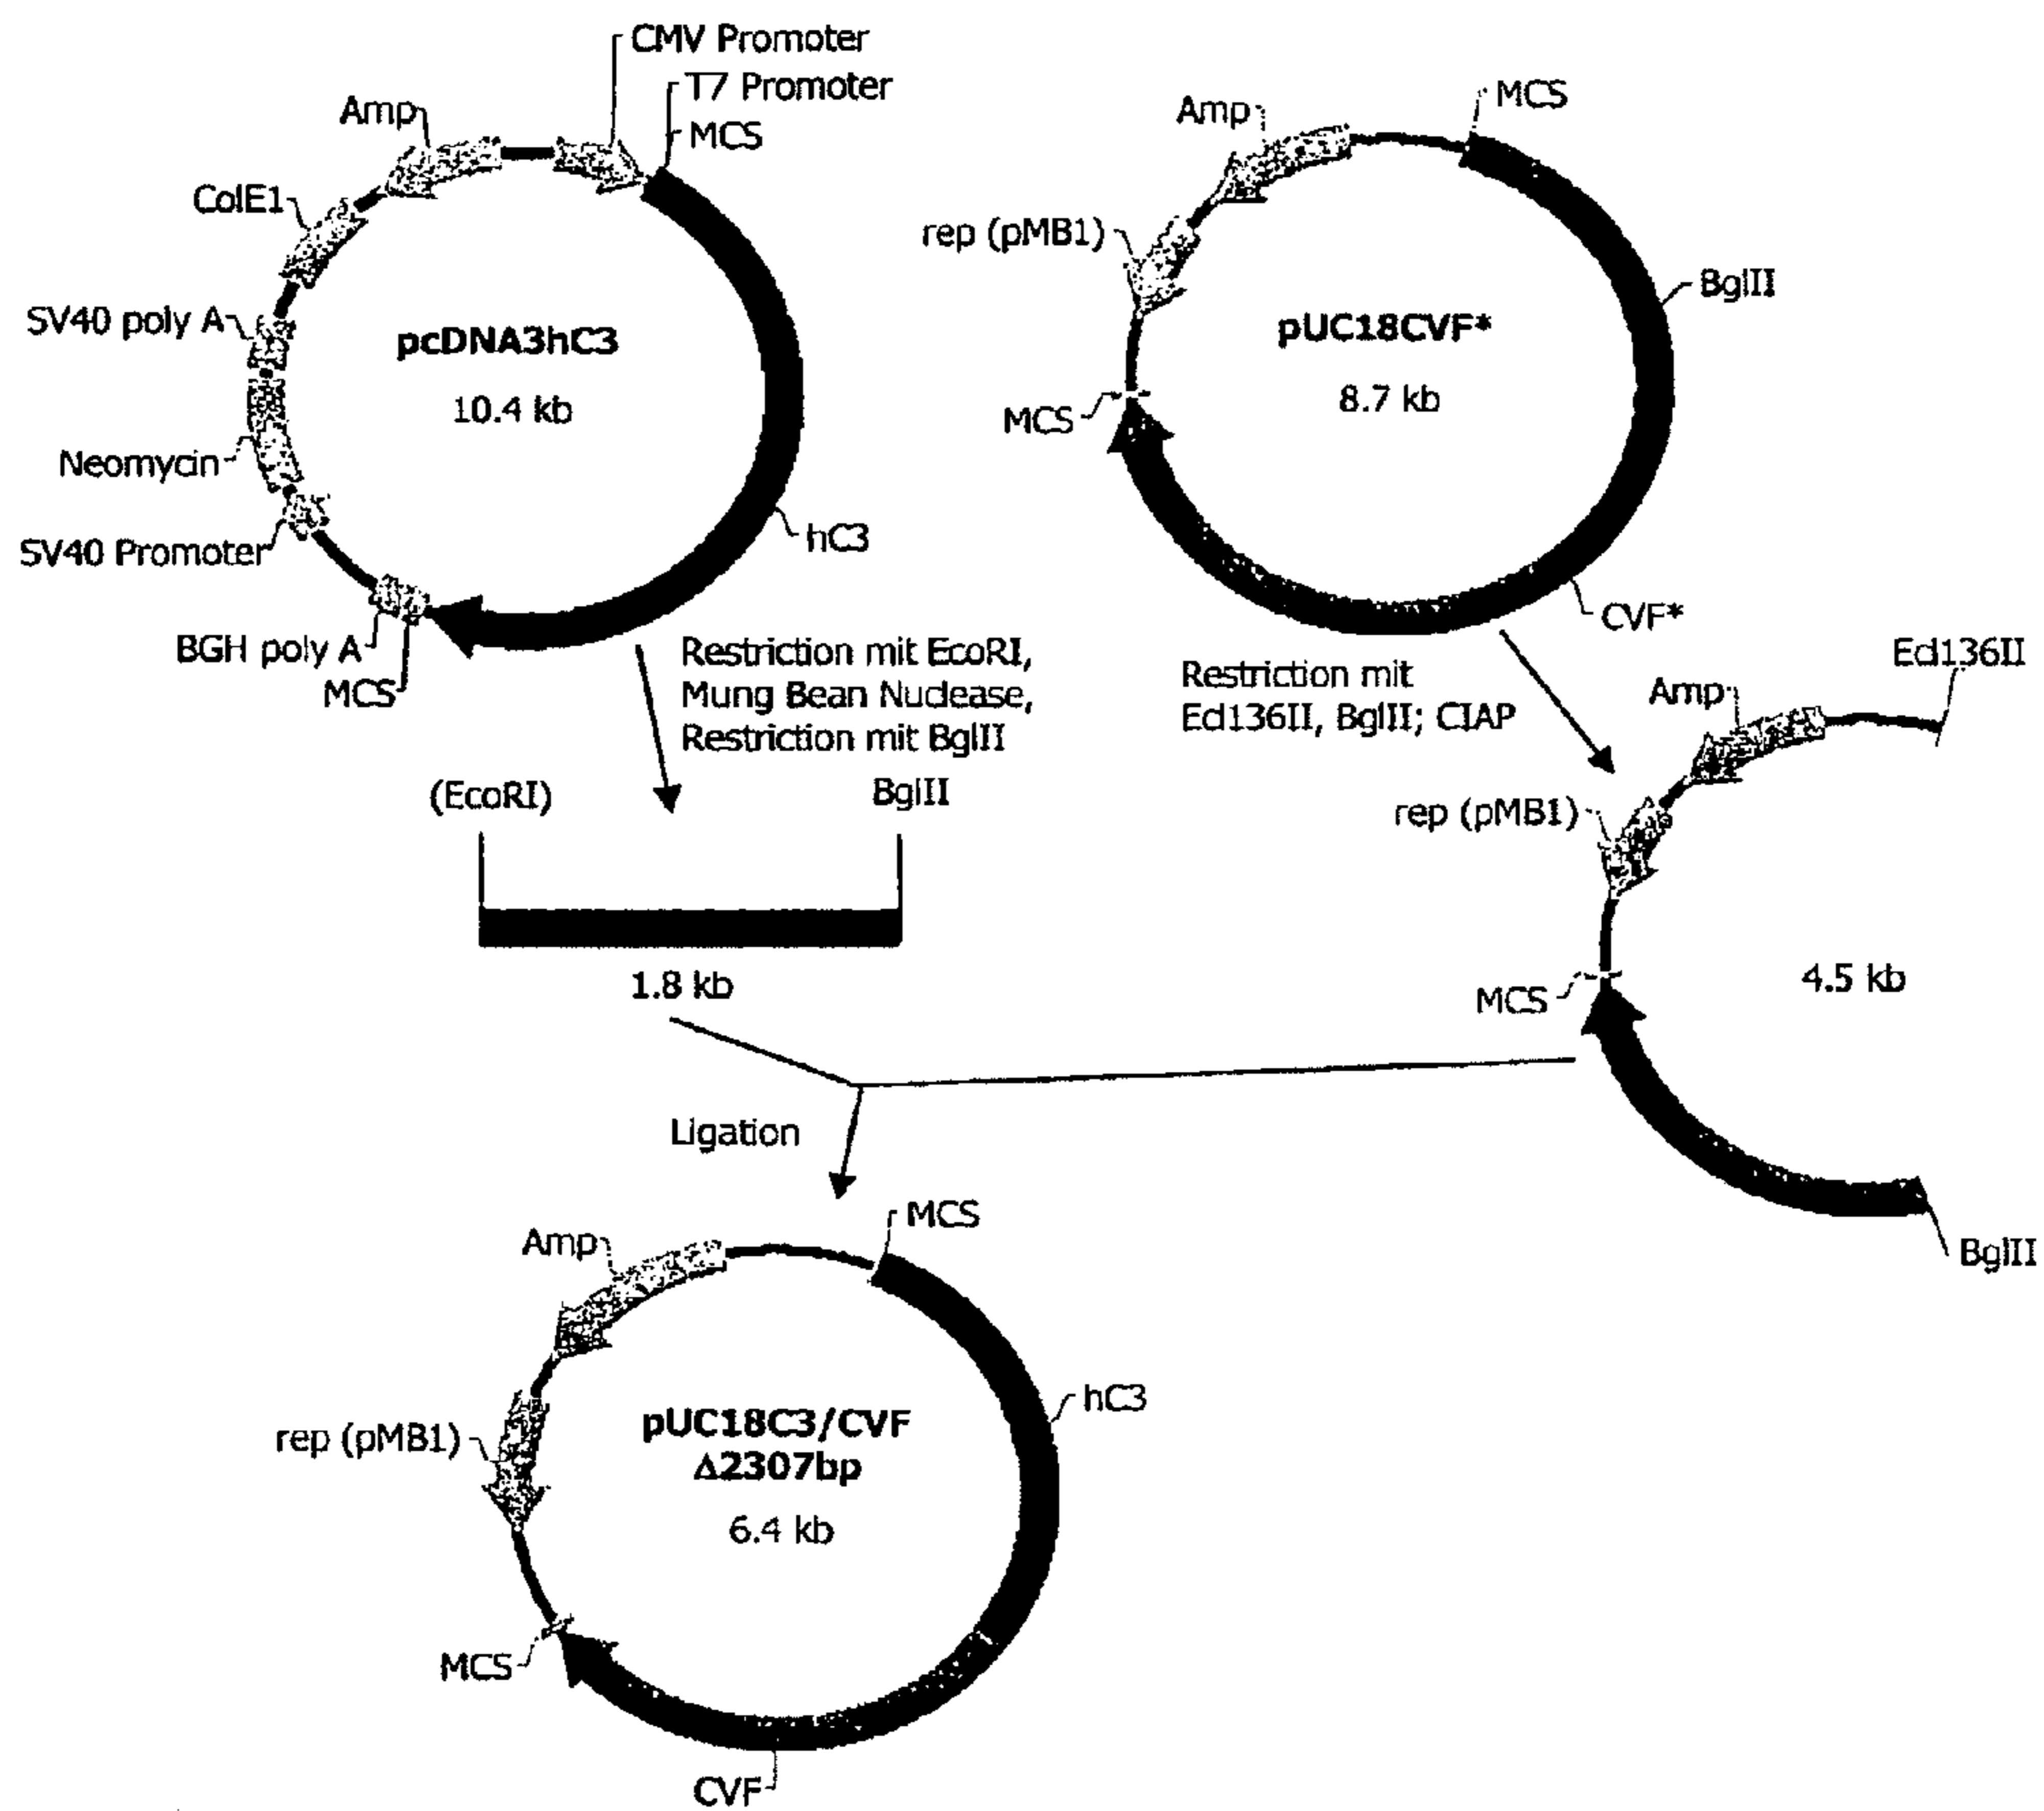 CMV Promoter
T7 Promoter
MCS
Amp
ColE1
SV40 poly A
pcDNA3hC3
10.4 kb
Neomycin
SV40 Promoter
hC3
BGH poly A
MCS
MCS
Amp
rep (pMB1)
BglII
pUC18CVF*
8.7 kb
MCS
CVF*
Restriction mit EcoRI,
Mung Bean Nuclease,
Restriction mit BglII
Restriction mit
Ecl136II, BglII; CIAP
(EcoRI)
BglII
1.8 kb
Ecl136II
Amp
rep (pMB1)
MCS
4.5 kb
BglII
Ligation
MCS
Amp
hC3
rep (pMB1)
pUC18C3/CVF
Δ2307bp
6.4 kb
MCS
CVF